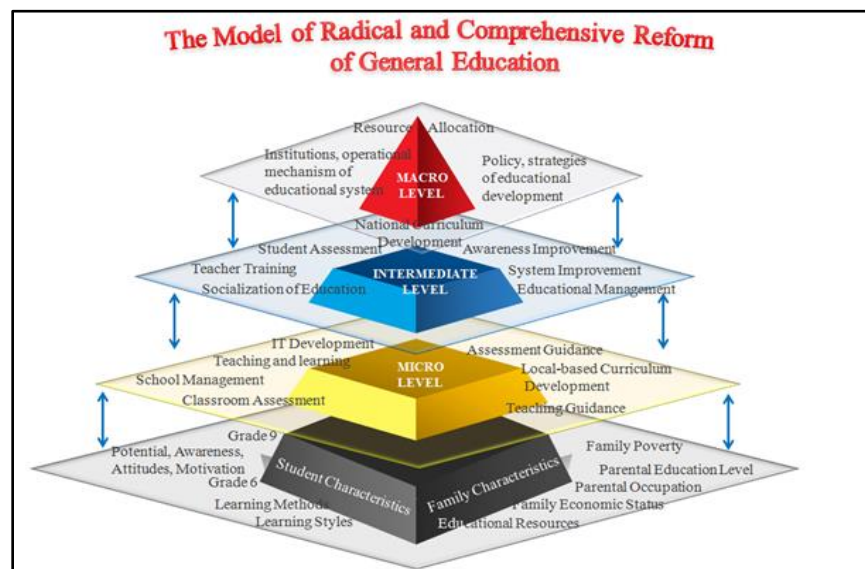 The Model of Radical and Comprehensive Reform
of General Education
Resource Allocation
Institutions, operational
mechanism of
educational system
Policy, strategies
of educational
development
MACRO
LEVEL
National Curriculum
Development
Student Assessment
Awareness Improvement
Teacher Training
System Improvement
Socialization of Education
Educational Management
INTERMEDIATE
LEVEL
IT Development
Teaching and learning
School Management
Classroom Assessment
Assessment Guidance
Local-based Curriculum
Development
Teaching Guidance
MICRO
LEVEL
Grade 9
Potential, Awareness,
Attitudes, Motivation
Grade 6
Learning Methods
Learning Styles
Student Characteristics
Family Characteristics
Family Poverty
Parental Education Level
Parental Occupation
Family Economic Status
Educational Resources